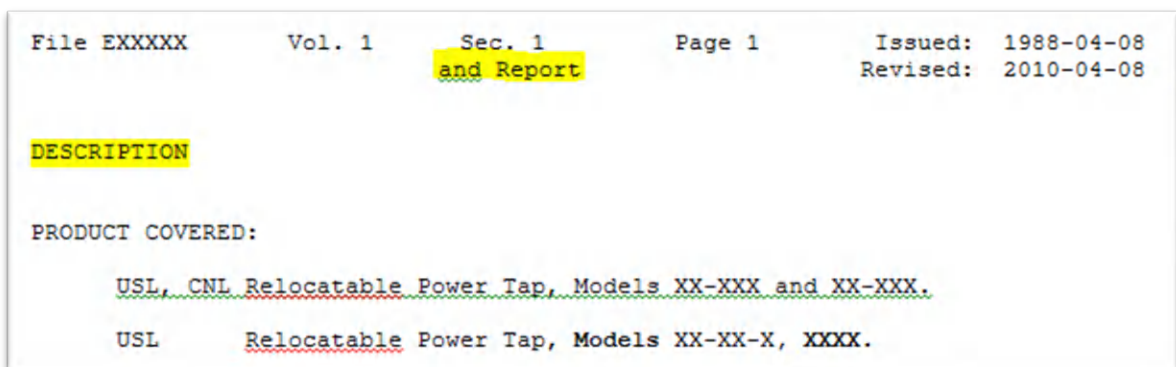 File EXXXXX Vol. 1 Sec. 1 Page 1 Issued: 1988-04-08
and Report Revised: 2010-04-08
DESCRIPTION
PRODUCT COVERED:
USL, CNL Relocatable Power Tap, Models XX-XXX and XX-XXX.
USL Relocatable Power Tap, Models XX-XX-X, XXXX.